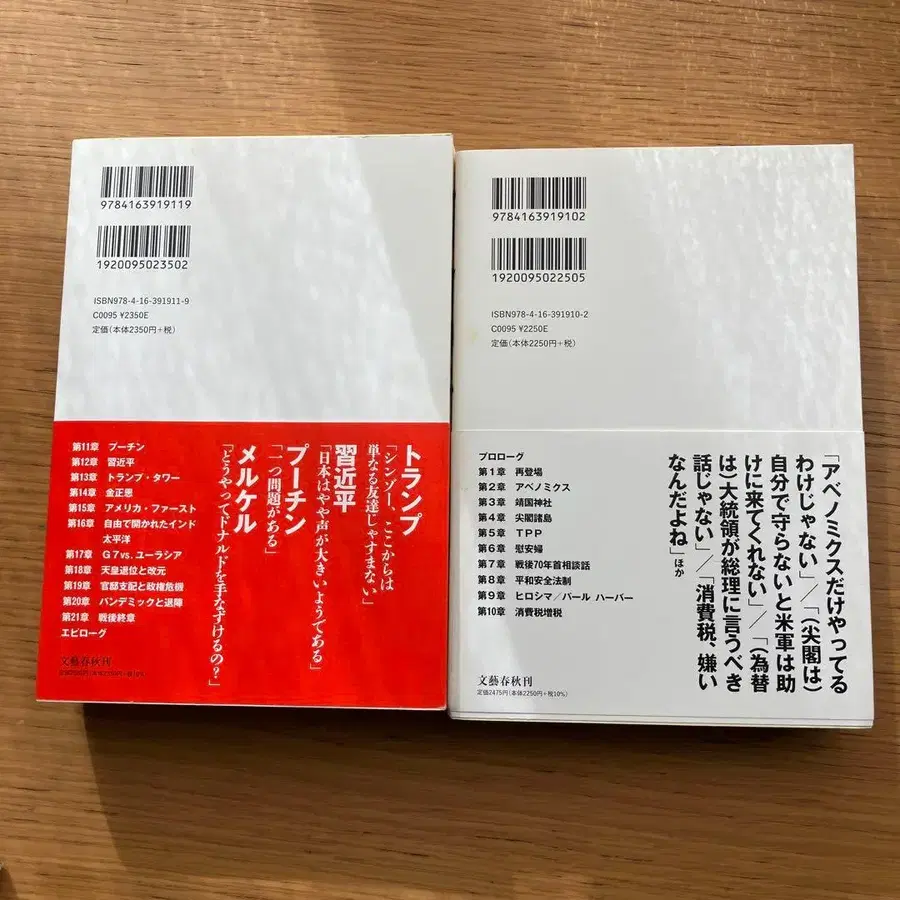 9784163919119
1920095023502
ISBN978-4-16-391911-9
C0095 ¥2350E
定価(本体2350円+税)
第11章 プーチン
第12章 習近平
第13章 トランプ・タワー
第14章 金正恩
第15章 アメリカ・ファースト
第16章 自由で開かれたインド
太平洋
第17章 G7vs.ユーラシア
第18章 天皇退位と改元
第19章 官邸支配と政権危機
第20章 パンデミックと退陣
第21章 戦後終章
エピローグ
トランプ
「シンゾー、ここからは
単なる友達じゃすまない」
習近平
「日本はやや声が大きいようである」
プーチン
「一つ問題がある」
メルケル
「どうやってドナルドを手なずけるの?」
文藝春秋刊
9784163919102
1920095022505
ISBN978-4-16-391910-2
C0095 ¥2250E
定価(本体2250円+税)
プロローグ
第1章 再登場
第2章 アベノミクス
第3章 靖国神社
第4章 尖閣諸島
第5章 TPP
第6章 慰安婦
第7章 戦後70年首相談話
第8章 平和安全法制
第9章 ヒロシマ/パール ハーバー
第10章 消費税増税
「アベノミクスだけやってる
わけじゃない」/「(尖閣は)
自分で守らないと米軍は助
けに来てくれない」/「(為替
は)大統領が総理に言うべき
話じゃない」/「消費税、嫌い
なんだよね」ほか
文藝春秋刊
定価2475円(本体2250円+税10%)